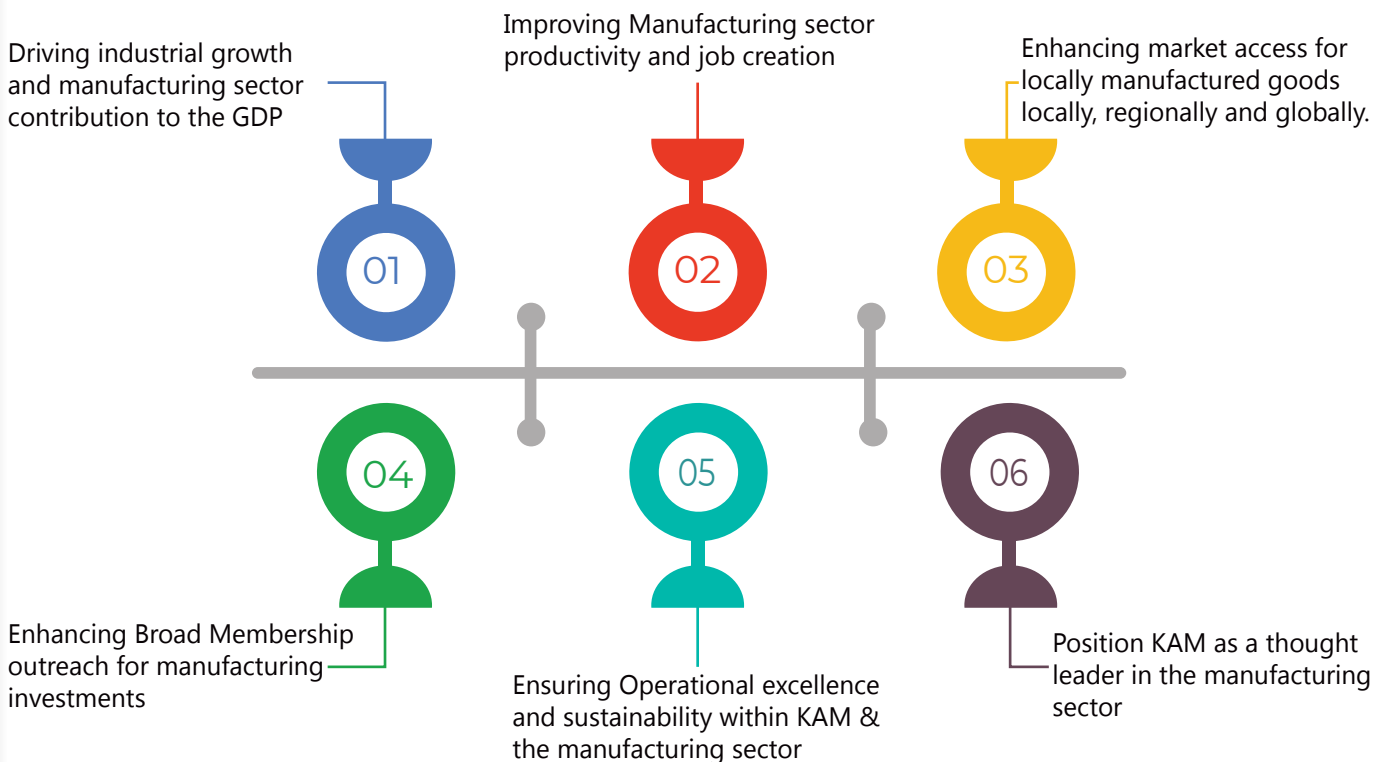 Driving industrial growth
and manufacturing sector
contribution to the GDP
01
Improving Manufacturing sector
productivity and job creation
02
Enhancing market access for
locally manufactured goods
locally, regionally and globally.
03
04
Enhancing Broad Membership
outreach for manufacturing
investments
05
Ensuring Operational excellence
and sustainability within KAM &
the manufacturing sector
06
Position KAM as a thought
leader in the manufacturing
sector